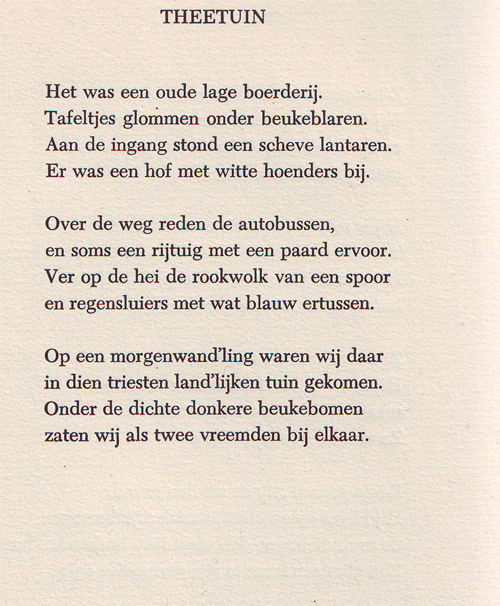 THEETUIN
Het was een oude lage boerderij.
Tafeltjes glommen onder beukeblaren.
Aan de ingang stond een scheve lantaren.
Er was een hof met witte hoenders bij.
Over de weg reden de autobussen,
en soms een rijtuig met een paard ervoor.
Ver op de hei de rookwolk van een spoor
en regensluiers met wat blauw ertussen.
Op een morgenwand'ling waren wij daar
in dien triesten land'lijken tuin gekomen.
Onder de dichte donkere beukebomen
zaten wij als twee vreemden bij elkaar.